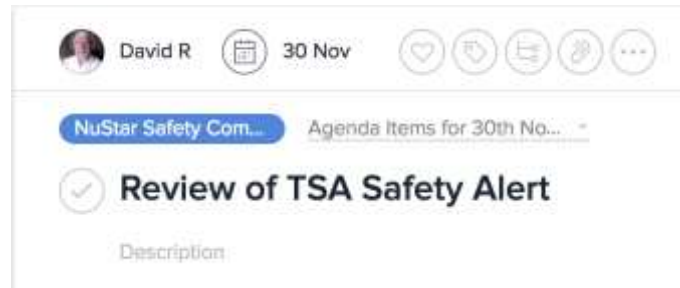 David R 30 Nov
NuStar Safety Com... Agenda Items for 30th No...
Review of TSA Safety Alert
Description